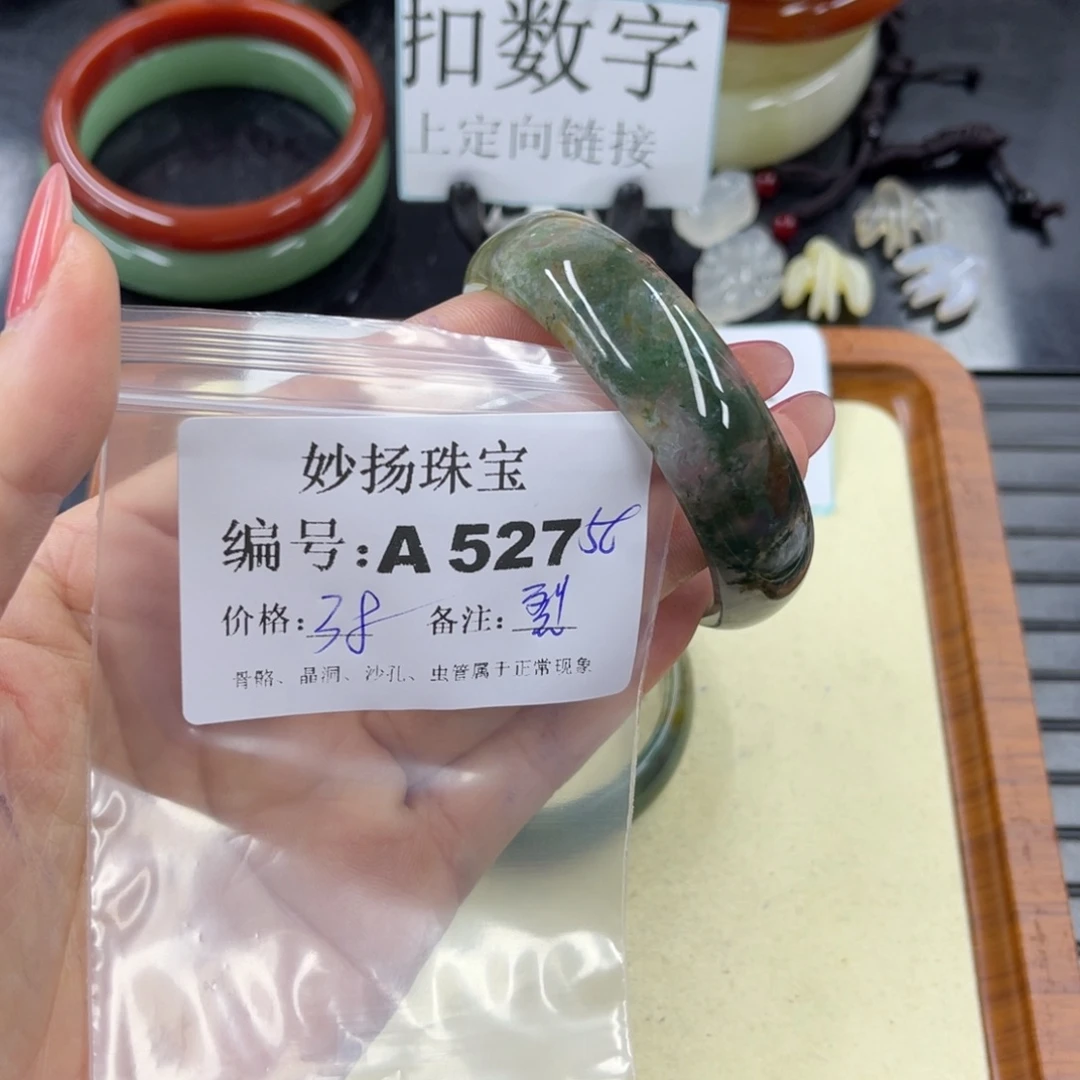 扣数字
上定向链接
妙扬珠宝
编号:A 527 56
价格:38 备注:裂
骨骼、晶洞、沙孔、虫管属于正常现象